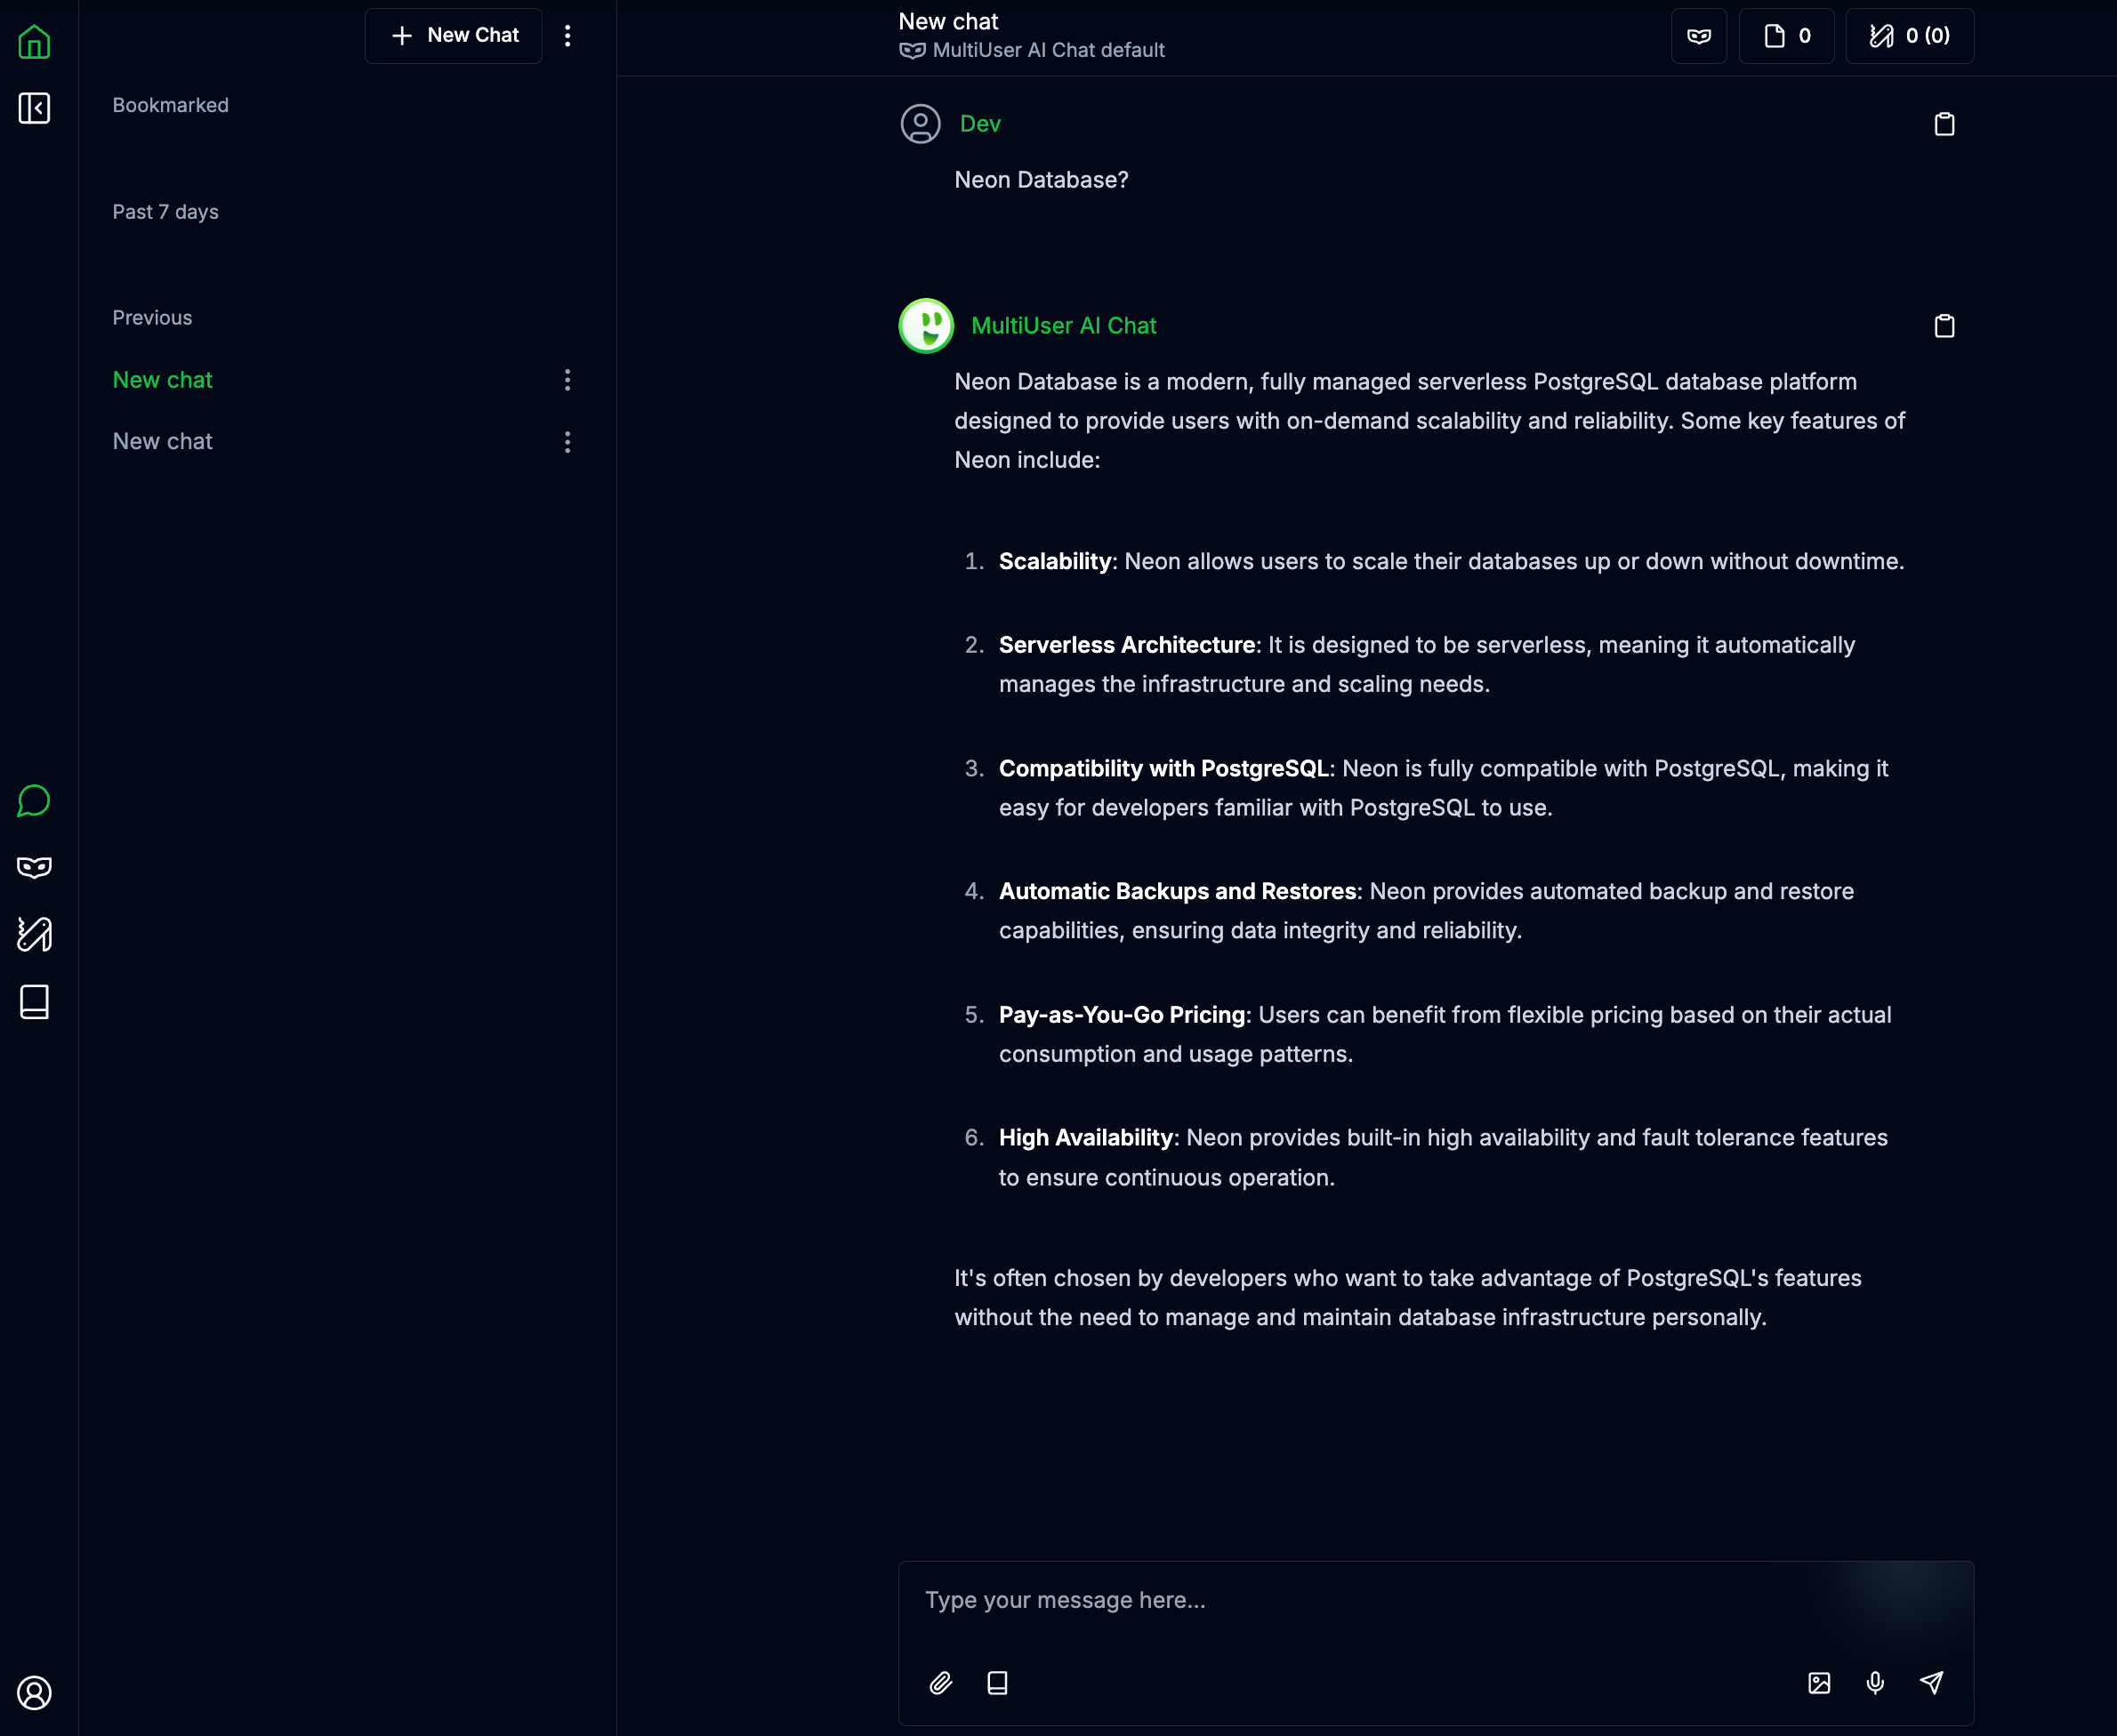 New Chat
Bookmarked
Past 7 days
Previous
New chat
New chat
New chat
MultiUser AI Chat default
0
0 (0)
Dev
Neon Database?
MultiUser AI Chat
Neon Database is a modern, fully managed serverless PostgreSQL database platform
designed to provide users with on-demand scalability and reliability. Some key features of
Neon include:
1. Scalability: Neon allows users to scale their databases up or down without downtime.
2. Serverless Architecture: It is designed to be serverless, meaning it automatically
manages the infrastructure and scaling needs.
3. Compatibility with PostgreSQL: Neon is fully compatible with PostgreSQL, making it
easy for developers familiar with PostgreSQL to use.
4. Automatic Backups and Restores: Neon provides automated backup and restore
capabilities, ensuring data integrity and reliability.
5. Pay-as-You-Go Pricing: Users can benefit from flexible pricing based on their actual
consumption and usage patterns.
6. High Availability: Neon provides built-in high availability and fault tolerance features
to ensure continuous operation.
It's often chosen by developers who want to take advantage of PostgreSQL's features
without the need to manage and maintain database infrastructure personally.
Type your message here...